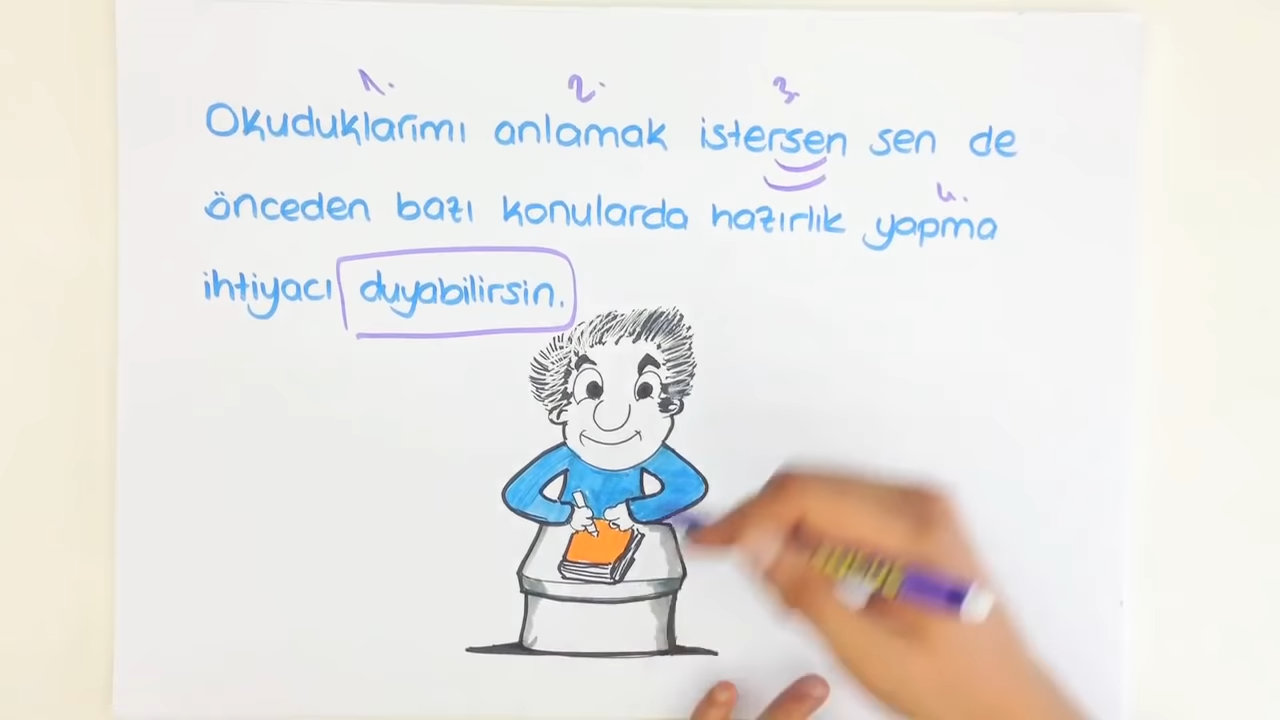 1. 2. 3.
Okuduklarımı anlamak istersen sen de
4.
önceden bazı konularda hazırlık yapma
ihtiyacı duyabilirsin.